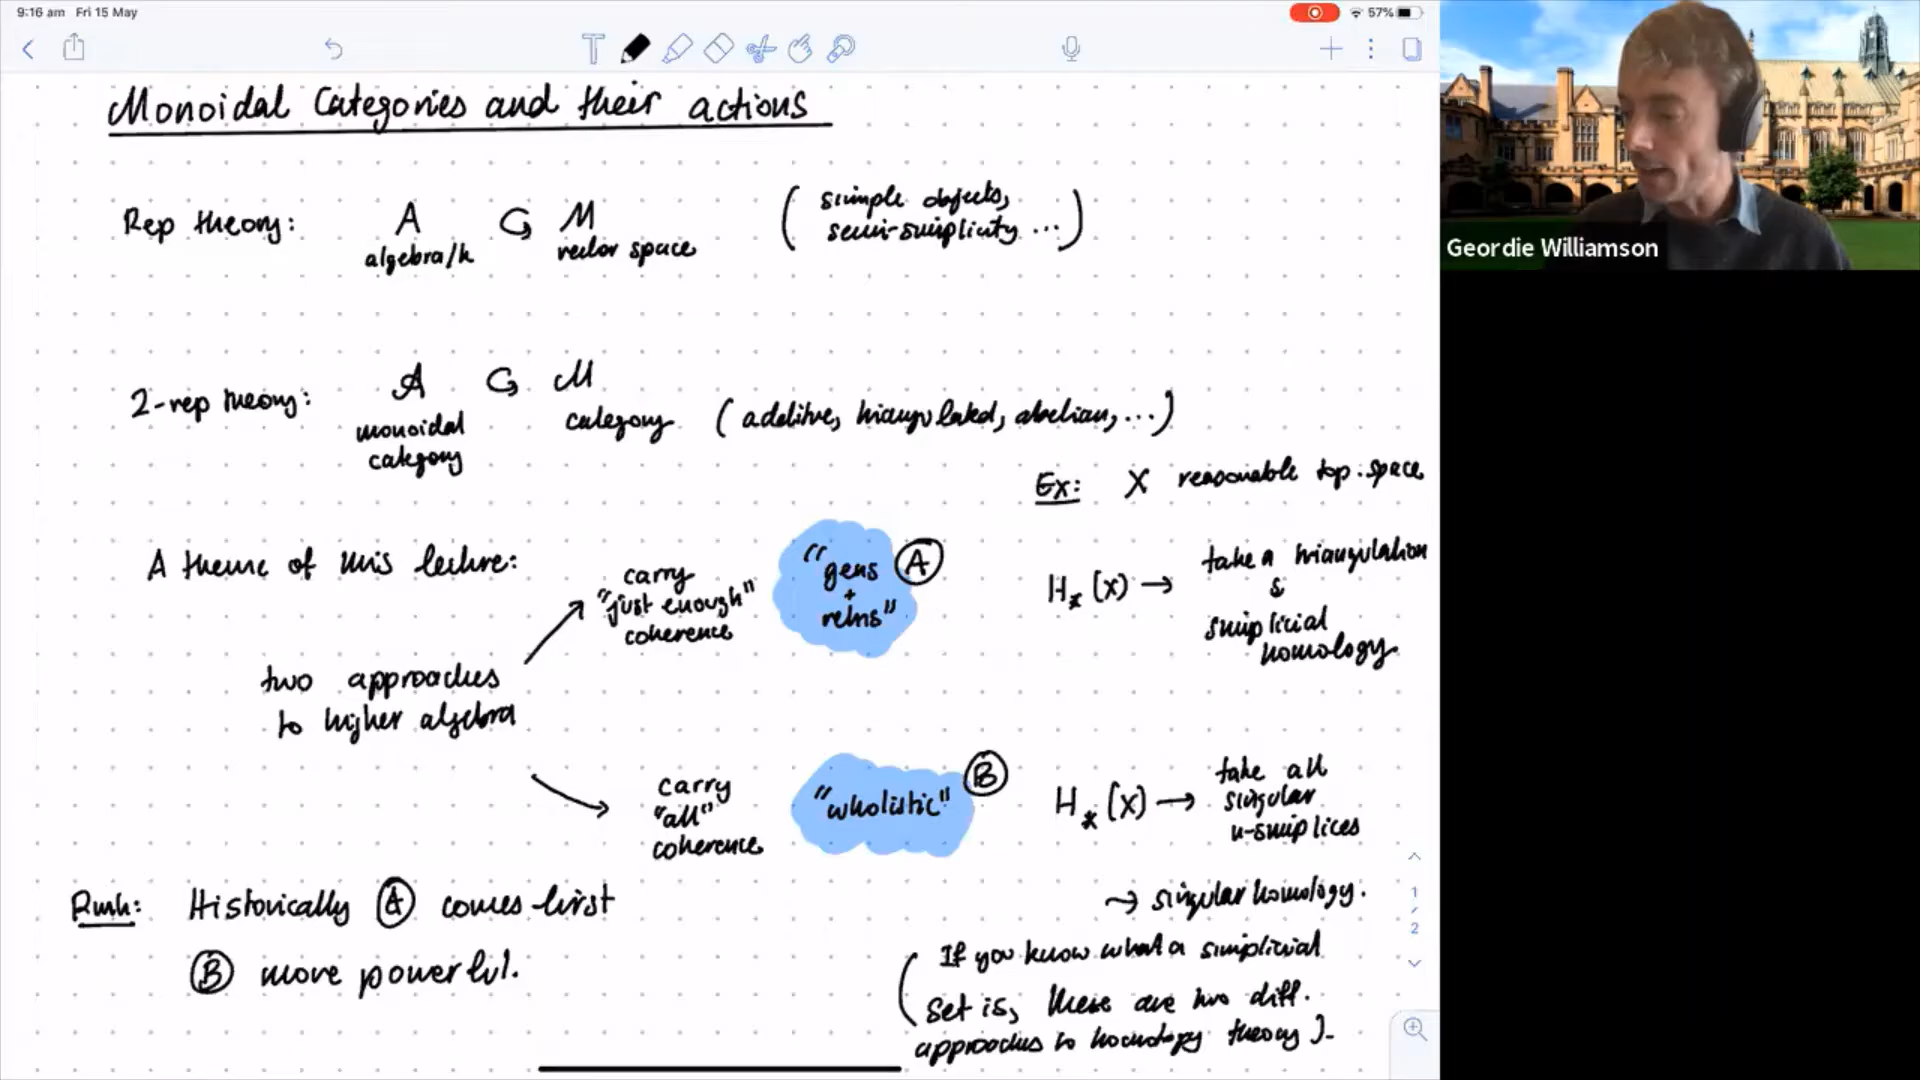 9:16 am Fri 15 May
57%
Monoidal Categories and their actions
Rep theory: A M (simple objects,
algebra/k vector space semi-simplicity ...)
2-rep theory: A M
monoidal category category (additive, triangulated, abelian, ...)
Ex: X reasonable top. space
A theme of this lecture:
carry "just enough" coherence
"gens + relns" A
H*(X) → take a triangulation & simplicial homology
two approaches to higher algebra
carry "all" coherence
"wholistic" B
H*(X) → take all singular n-simplices
→ singular homology.
Rmk: Historically A comes first
B more powerful.
(If you know what a simplicial
set is, these are two diff.
approaches to homotopy theory).
1
/
2
Geordie Williamson